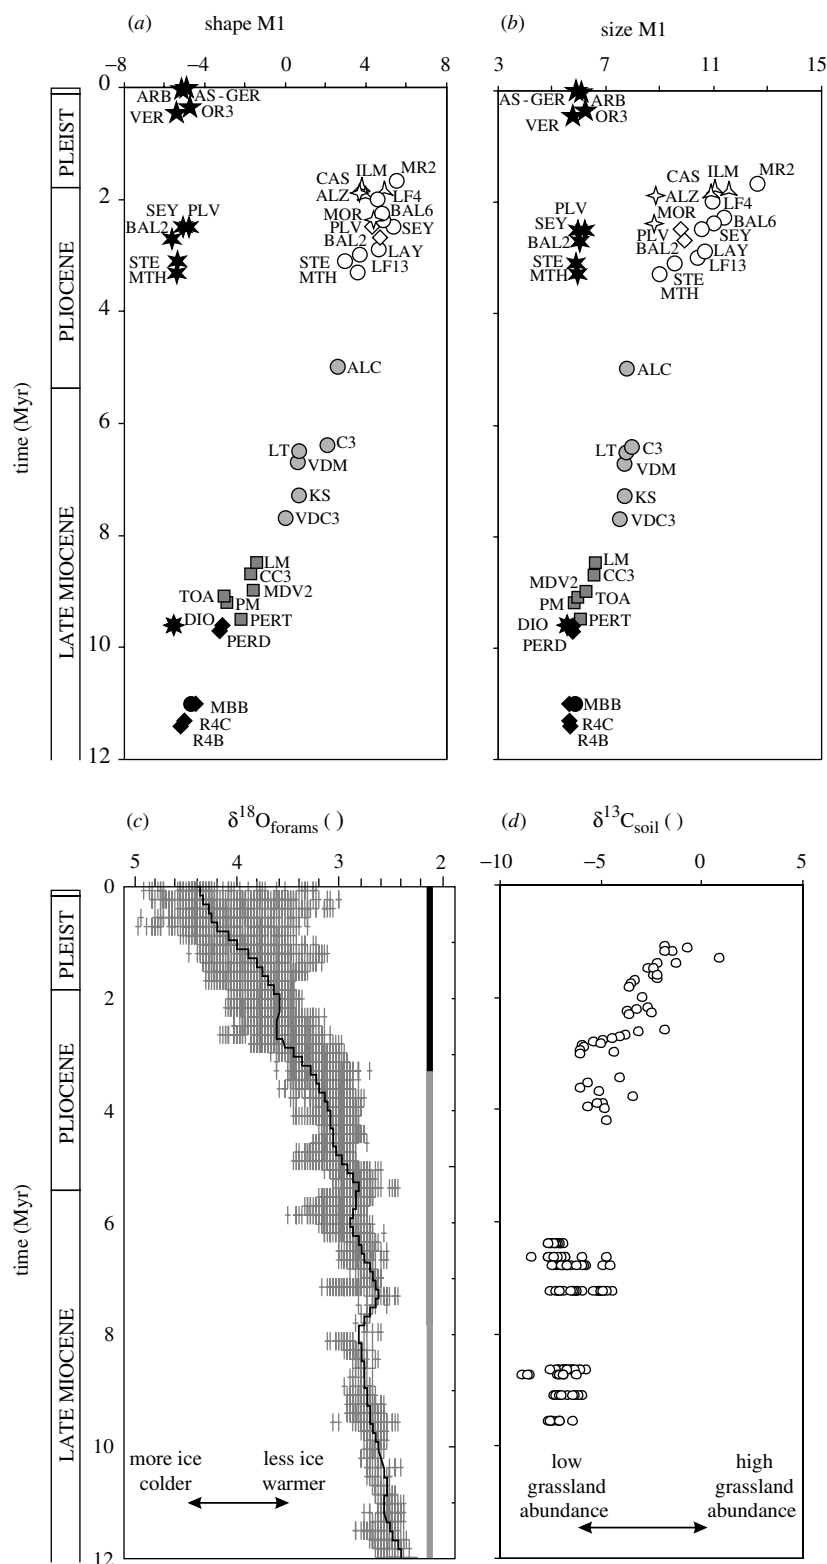 (a) shape M1
(b) size M1
−8 −4 0 4 8
3 7 11 15
0
2
4
6
8
10
12
time (Myr)
PLEIST
PLIOCENE
LATE MIOCENE
ARB AS-GER
VER OR3
CAS ILM MR2
ALZ LF4
SEY PLV MOR BAL6
BAL2 PLV SEY
BAL2 LAY
STE STE LF13
MTH MTH
ALC
LT C3
VDM
KS
VDC3
LM
CC3
TOA MDV2
PM
DIO PERT
PERD
MBB
R4C
R4B
AS-GER ARB
VER OR3
CAS ILM MR2
ALZ LF4
PLV MOR BAL6
SEY PLV SEY
BAL2 BAL2 LAY
STE LF13
MTH STE
MTH
ALC
LT C3
VDM
KS
VDC3
LM
MDV2 CC3
PM TOA
DIO PERT
PERD
MBB
R4C
R4B
(c) δ18Oforams ( )
(d) δ13Csoil ( )
5 4 3 2
−10 −5 0 5
0
2
4
6
8
10
12
time (Myr)
PLEIST
PLIOCENE
LATE MIOCENE
more ice
colder
less ice
warmer
low
grassland
abundance
high
grassland
abundance